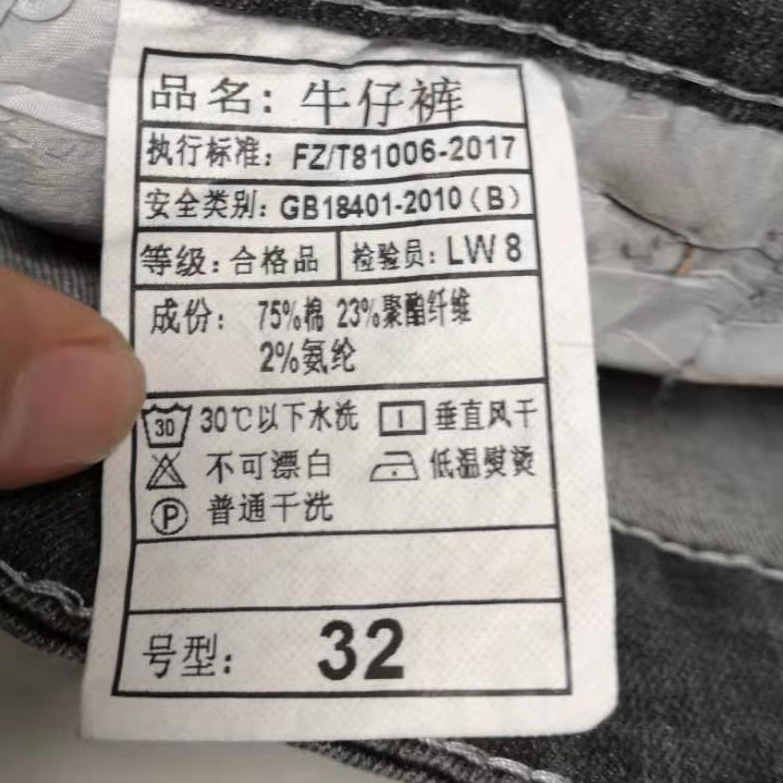 品名：牛仔裤
执行标准：FZ/T81006-2017
安全类别：GB18401-2010（B）
等级：合格品 检验员：LW8
成份：75%棉 23%聚酯纤维
2%氨纶
30 30℃以下水洗 垂直风干
不可漂白 低温熨烫
P 普通干洗
号型：32